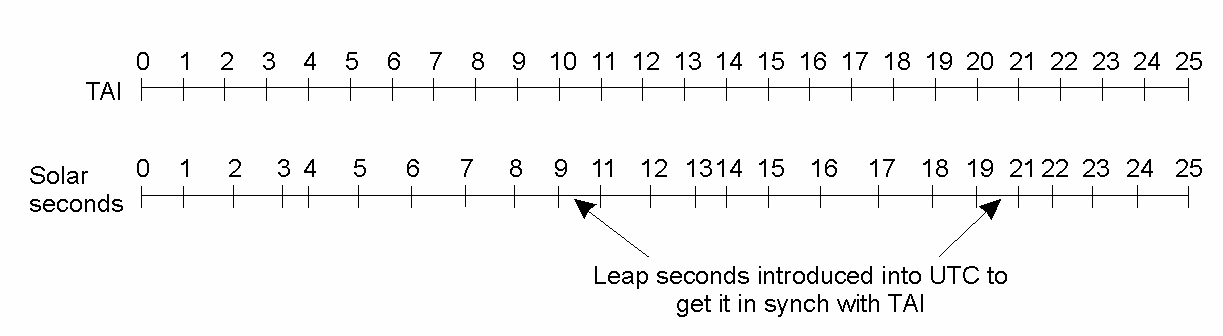 0 1 2 3 4 5 6 7 8 9 10 11 12 13 14 15 16 17 18 19 20 21 22 23 24 25
TAI
0 1 2 3 4 5 6 7 8 9 11 12 13 14 15 16 17 18 19 21 22 23 24 25
Solar
seconds
Leap seconds introduced into UTC to
get it in synch with TAI